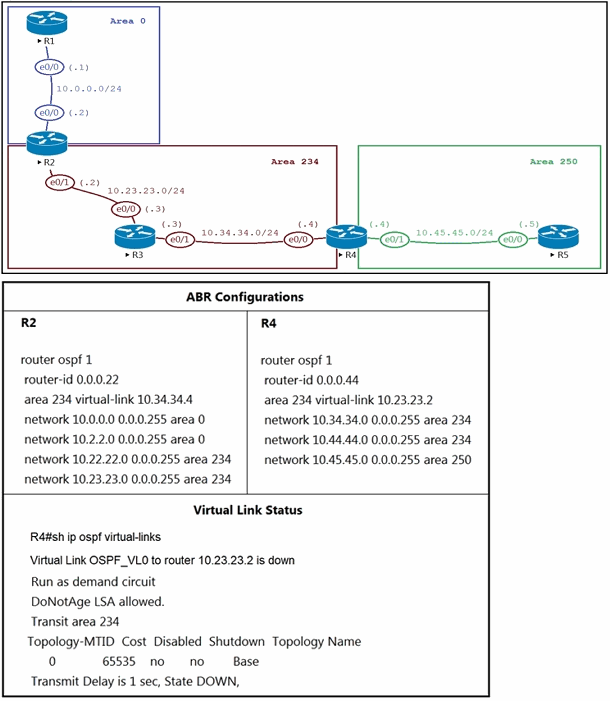 Area 0
R1
e0/0 (.1)
10.0.0.0/24
e0/0 (.2)
R2
Area 234
Area 250
e0/1 (.2)
10.23.23.0/24
e0/0 (.3)
(.3)
R3
e0/1
10.34.34.0/24
(.4)
e0/0
R4
(.4)
e0/1
10.45.45.0/24
(.5)
e0/0
R5
ABR Configurations
R2
router ospf 1
router-id 0.0.0.22
area 234 virtual-link 10.34.34.4
network 10.0.0.0 0.0.0.255 area 0
network 10.2.2.0 0.0.0.255 area 0
network 10.22.22.0 0.0.0.255 area 234
network 10.23.23.0 0.0.0.255 area 234
R4
router ospf 1
router-id 0.0.0.44
area 234 virtual-link 10.23.23.2
network 10.34.34.0 0.0.0.255 area 234
network 10.44.44.0 0.0.0.255 area 234
network 10.45.45.0 0.0.0.255 area 250
Virtual Link Status
R4#sh ip ospf virtual-links
Virtual Link OSPF_VL0 to router 10.23.23.2 is down
Run as demand circuit
DoNotAge LSA allowed.
Transit area 234
Topology-MTID Cost Disabled Shutdown Topology Name
0 65535 no no Base
Transmit Delay is 1 sec, State DOWN,